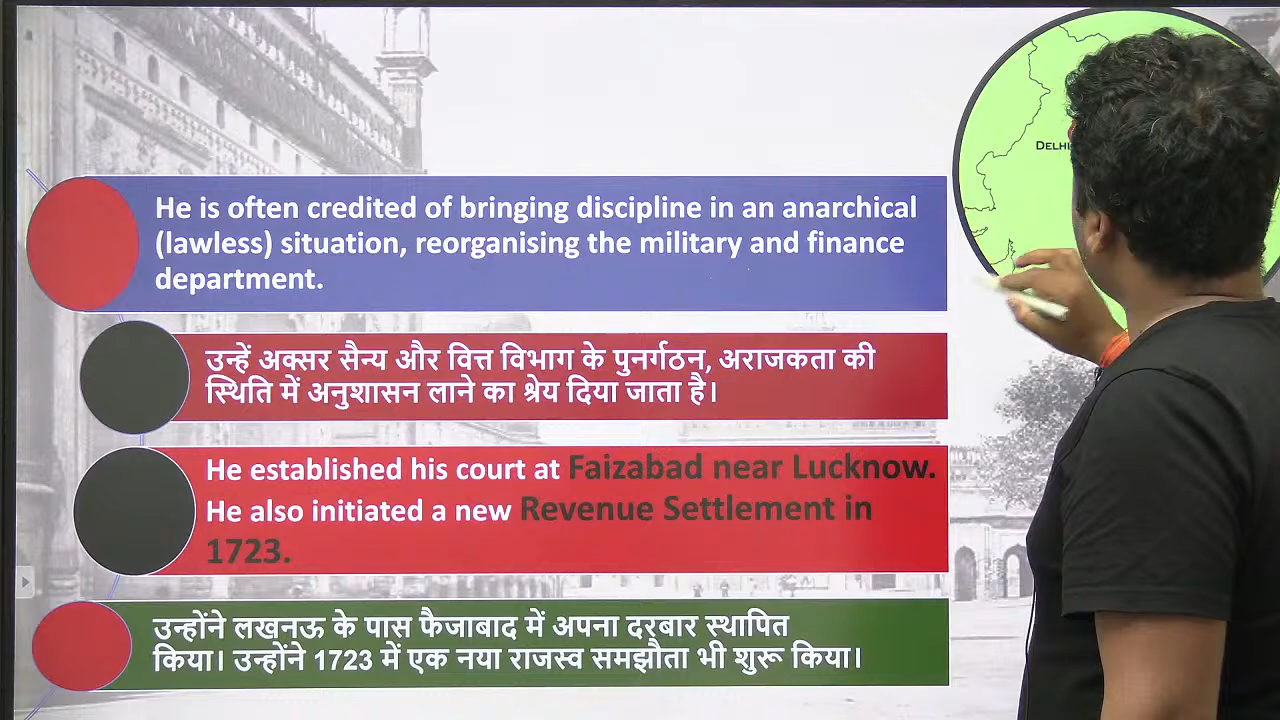 DELHI
He is often credited of bringing discipline in an anarchical
(lawless) situation, reorganising the military and finance
department.
उन्हें अक्सर सैन्य और वित्त विभाग के पुनर्गठन, अराजकता की
स्थिति में अनुशासन लाने का श्रेय दिया जाता है।
He established his court at Faizabad near Lucknow.
He also initiated a new Revenue Settlement in
1723.
उन्होंने लखनऊ के पास फैजाबाद में अपना दरबार स्थापित
किया। उन्होंने 1723 में एक नया राजस्व समझौता भी शुरू किया।